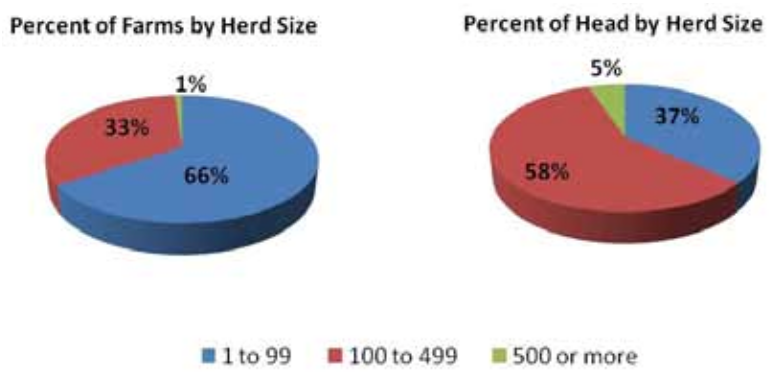 Percent of Farms by Herd Size
1%
33%
66%
Percent of Head by Herd Size
5%
37%
58%
1 to 99 100 to 499 500 or more